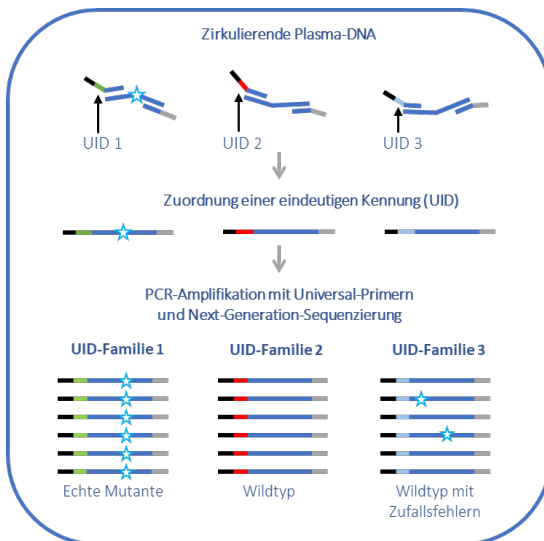 Zirkulierende Plasma-DNA
UID 1
UID 2
UID 3
Zuordnung einer eindeutigen Kennung (UID)
PCR-Amplifikation mit Universal-Primern
und Next-Generation-Sequenzierung
UID-Familie 1
UID-Familie 2
UID-Familie 3
Echte Mutante
Wildtyp
Wildtyp mit
Zufallsfehlern